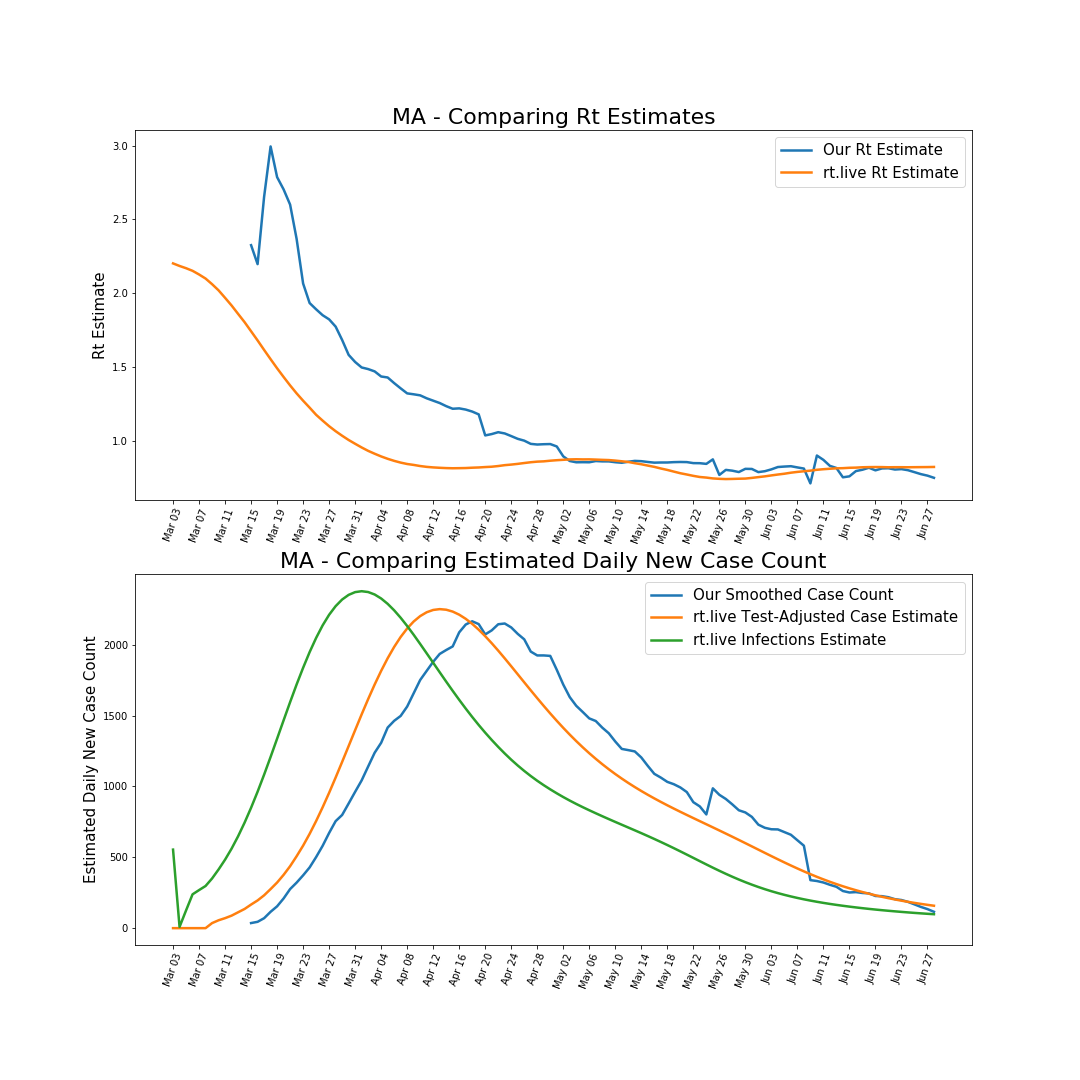 MA - Comparing Rt Estimates
Our Rt Estimate
rt.live Rt Estimate
Rt Estimate
3.0
2.5
2.0
1.5
1.0
Mar 03 Mar 07 Mar 11 Mar 15 Mar 19 Mar 23 Mar 27 Mar 31 Apr 04 Apr 08 Apr 12 Apr 16 Apr 20 Apr 24 Apr 28 May 02 May 06 May 10 May 14 May 18 May 22 May 26 May 30 Jun 03 Jun 07 Jun 11 Jun 15 Jun 19 Jun 23 Jun 27
MA - Comparing Estimated Daily New Case Count
Our Smoothed Case Count
rt.live Test-Adjusted Case Estimate
rt.live Infections Estimate
Estimated Daily New Case Count
2000
1500
1000
500
0
Mar 03 Mar 07 Mar 11 Mar 15 Mar 19 Mar 23 Mar 27 Mar 31 Apr 04 Apr 08 Apr 12 Apr 16 Apr 20 Apr 24 Apr 28 May 02 May 06 May 10 May 14 May 18 May 22 May 26 May 30 Jun 03 Jun 07 Jun 11 Jun 15 Jun 19 Jun 23 Jun 27